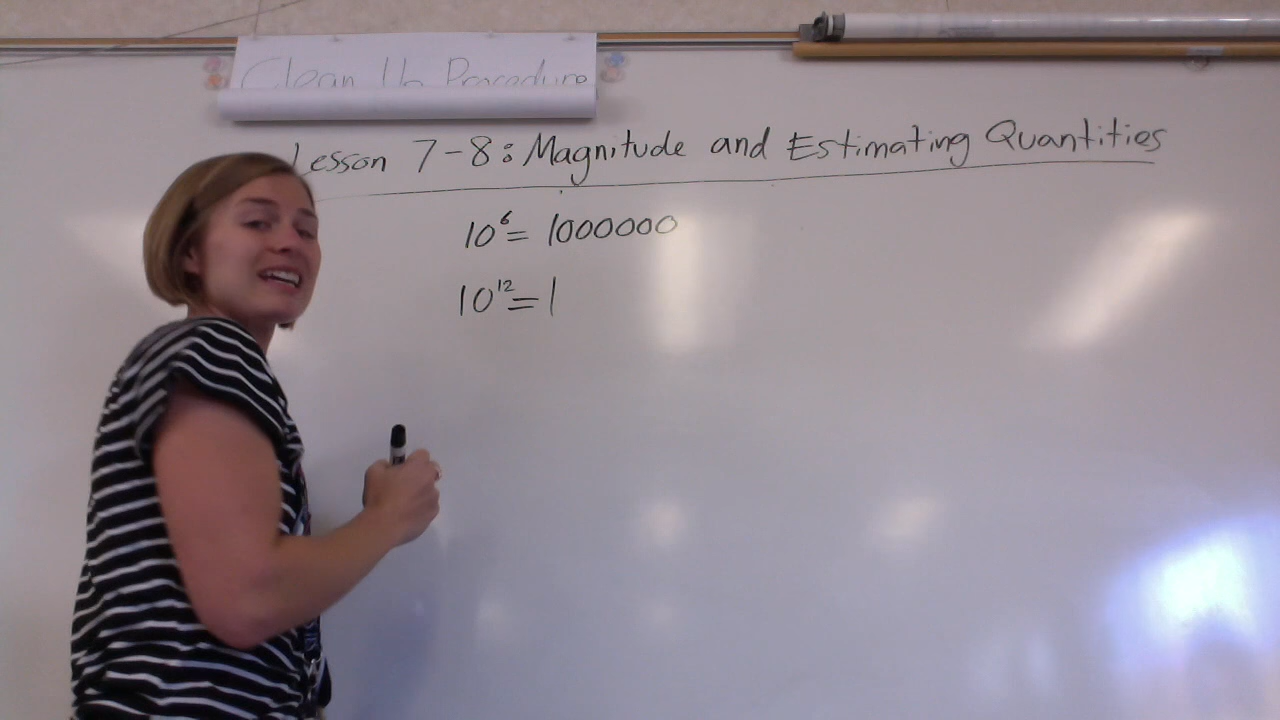 Clean Up Procedure
Lesson 7-8: Magnitude and Estimating Quantities
10⁶ = 1000000
10¹² = 1